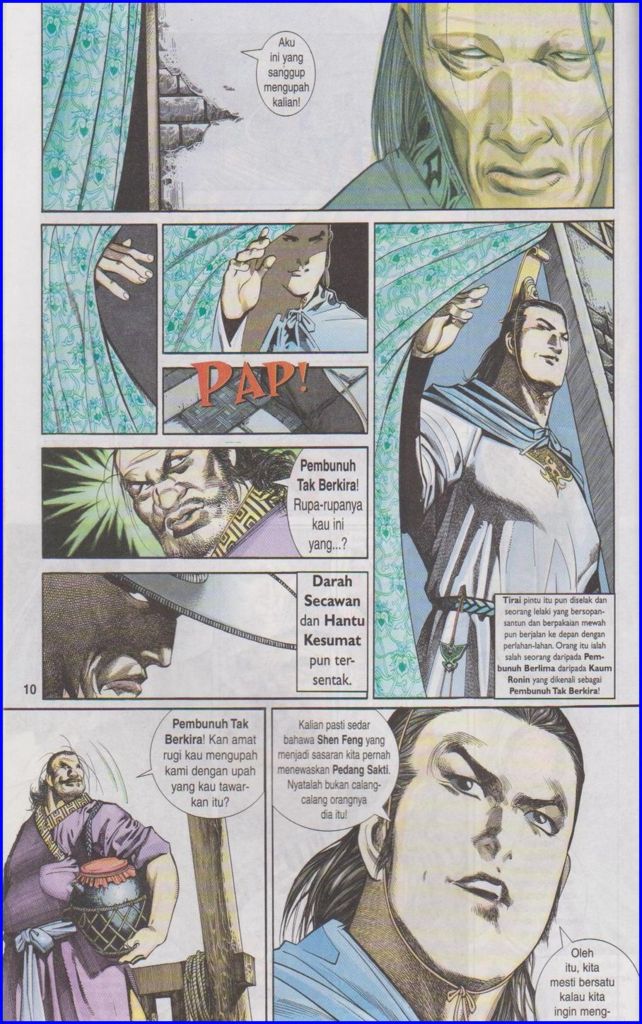 Aku
ini yang
sanggup
mengupah
kalian!
PAP!
Pembunuh
Tak Berkira!
Rupa-rupanya
kau ini
yang...?
Darah
Secawan
dan Hantu
Kesumat
pun ter-
sentak.
Tirai pintu itu pun diselak dan
seorang lelaki yang bersopan-
santun dan berpakaian mewah
pun berjalan ke depan dengan
perlahan-lahan. Orang itu ialah
salah seorang daripada Pem-
bunuh Berlima daripada Kaum
Ronin yang dikenali sebagai
Pembunuh Tak Berkira!
10
Pembunuh Tak
Berkira! Kan amat
rugi kau mengupah
kami dengan upah
yang kau tawar-
kan itu?
Kalian pasti sedar
bahawa Shen Feng yang
menjadi sasaran kita pernah
menewaskan Pedang Sakti.
Nyatalah bukan calang-
calang orangnya
dia itu!
Oleh
itu, kita
mesti bersatu
kalau kita
ingin meng-